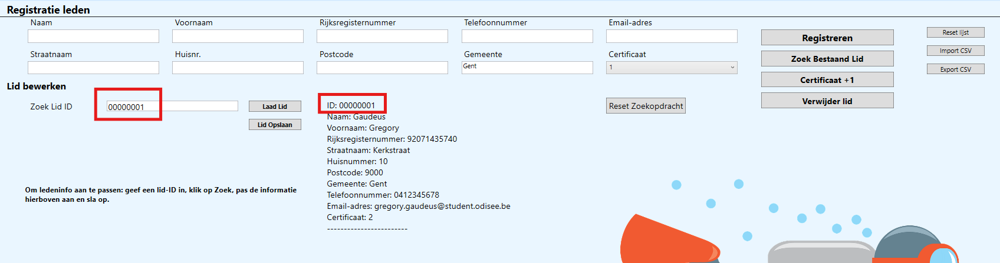 Registratie leden
Naam
Voornaam
Rijksregisternummer
Telefoonnummer
Email-adres
Registreren
Reset lijst
Import CSV
Straatnaam
Huisnr.
Postcode
Gemeente
Certificaat
Zoek Bestaand Lid
Gent
1
Export CSV
Certificaat +1
Lid bewerken
Verwijder lid
Zoek Lid ID
00000001
Laad Lid
Lid Opslaan
Reset Zoekopdracht
ID: 00000001
Naam: Gaudeus
Voornaam: Gregory
Rijksregisternummer: 92071435740
Straatnaam: Kerkstraat
Huisnummer: 10
Postcode: 9000
Gemeente: Gent
Telefoonnummer: 0412345678
Email-adres: gregory.gaudeus@student.odisee.be
Certificaat: 2
------------------------
Om ledeninfo aan te passen: geef een lid-ID in, klik op Zoek, pas de informatie
hierboven aan en sla op.